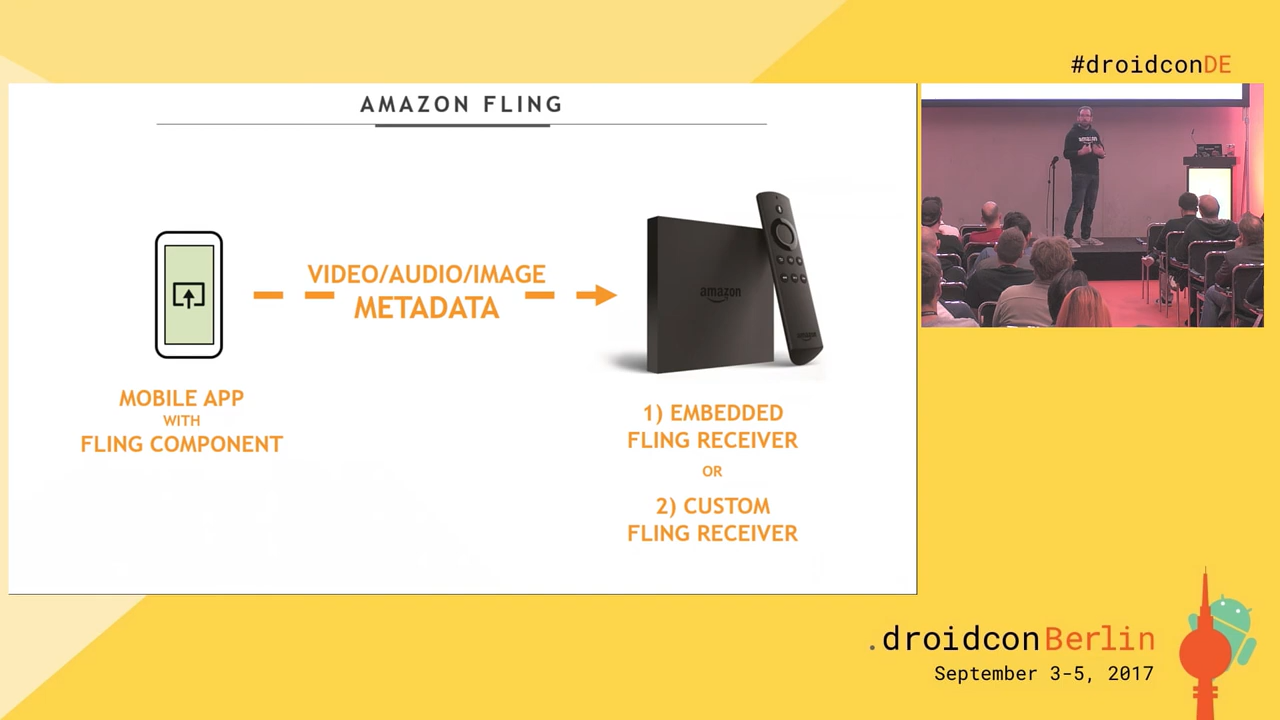 #droidconDE
AMAZON FLING
VIDEO/AUDIO/IMAGE
METADATA
amazon
MOBILE APP
WITH
FLING COMPONENT
1) EMBEDDED
FLING RECEIVER
OR
2) CUSTOM
FLING RECEIVER
.droidconBerlin
September 3-5, 2017